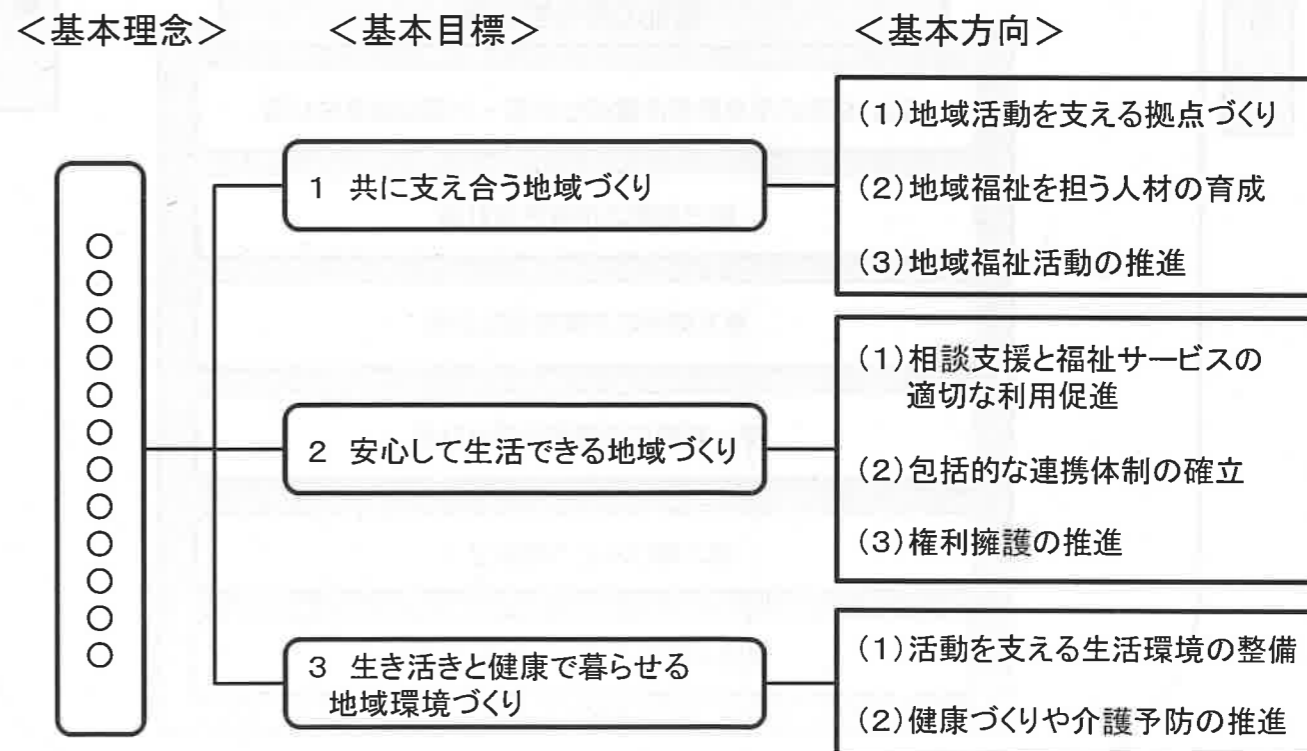 ＜基本理念＞
＜基本目標＞
＜基本方向＞
○○○○○○○○○○○○
1 共に支え合う地域づくり
(1)地域活動を支える拠点づくり
(2)地域福祉を担う人材の育成
(3)地域福祉活動の推進
2 安心して生活できる地域づくり
(1)相談支援と福祉サービスの
適切な利用促進
(2)包括的な連携体制の確立
(3)権利擁護の推進
3 生き活きと健康で暮らせる
地域環境づくり
(1)活動を支える生活環境の整備
(2)健康づくりや介護予防の推進